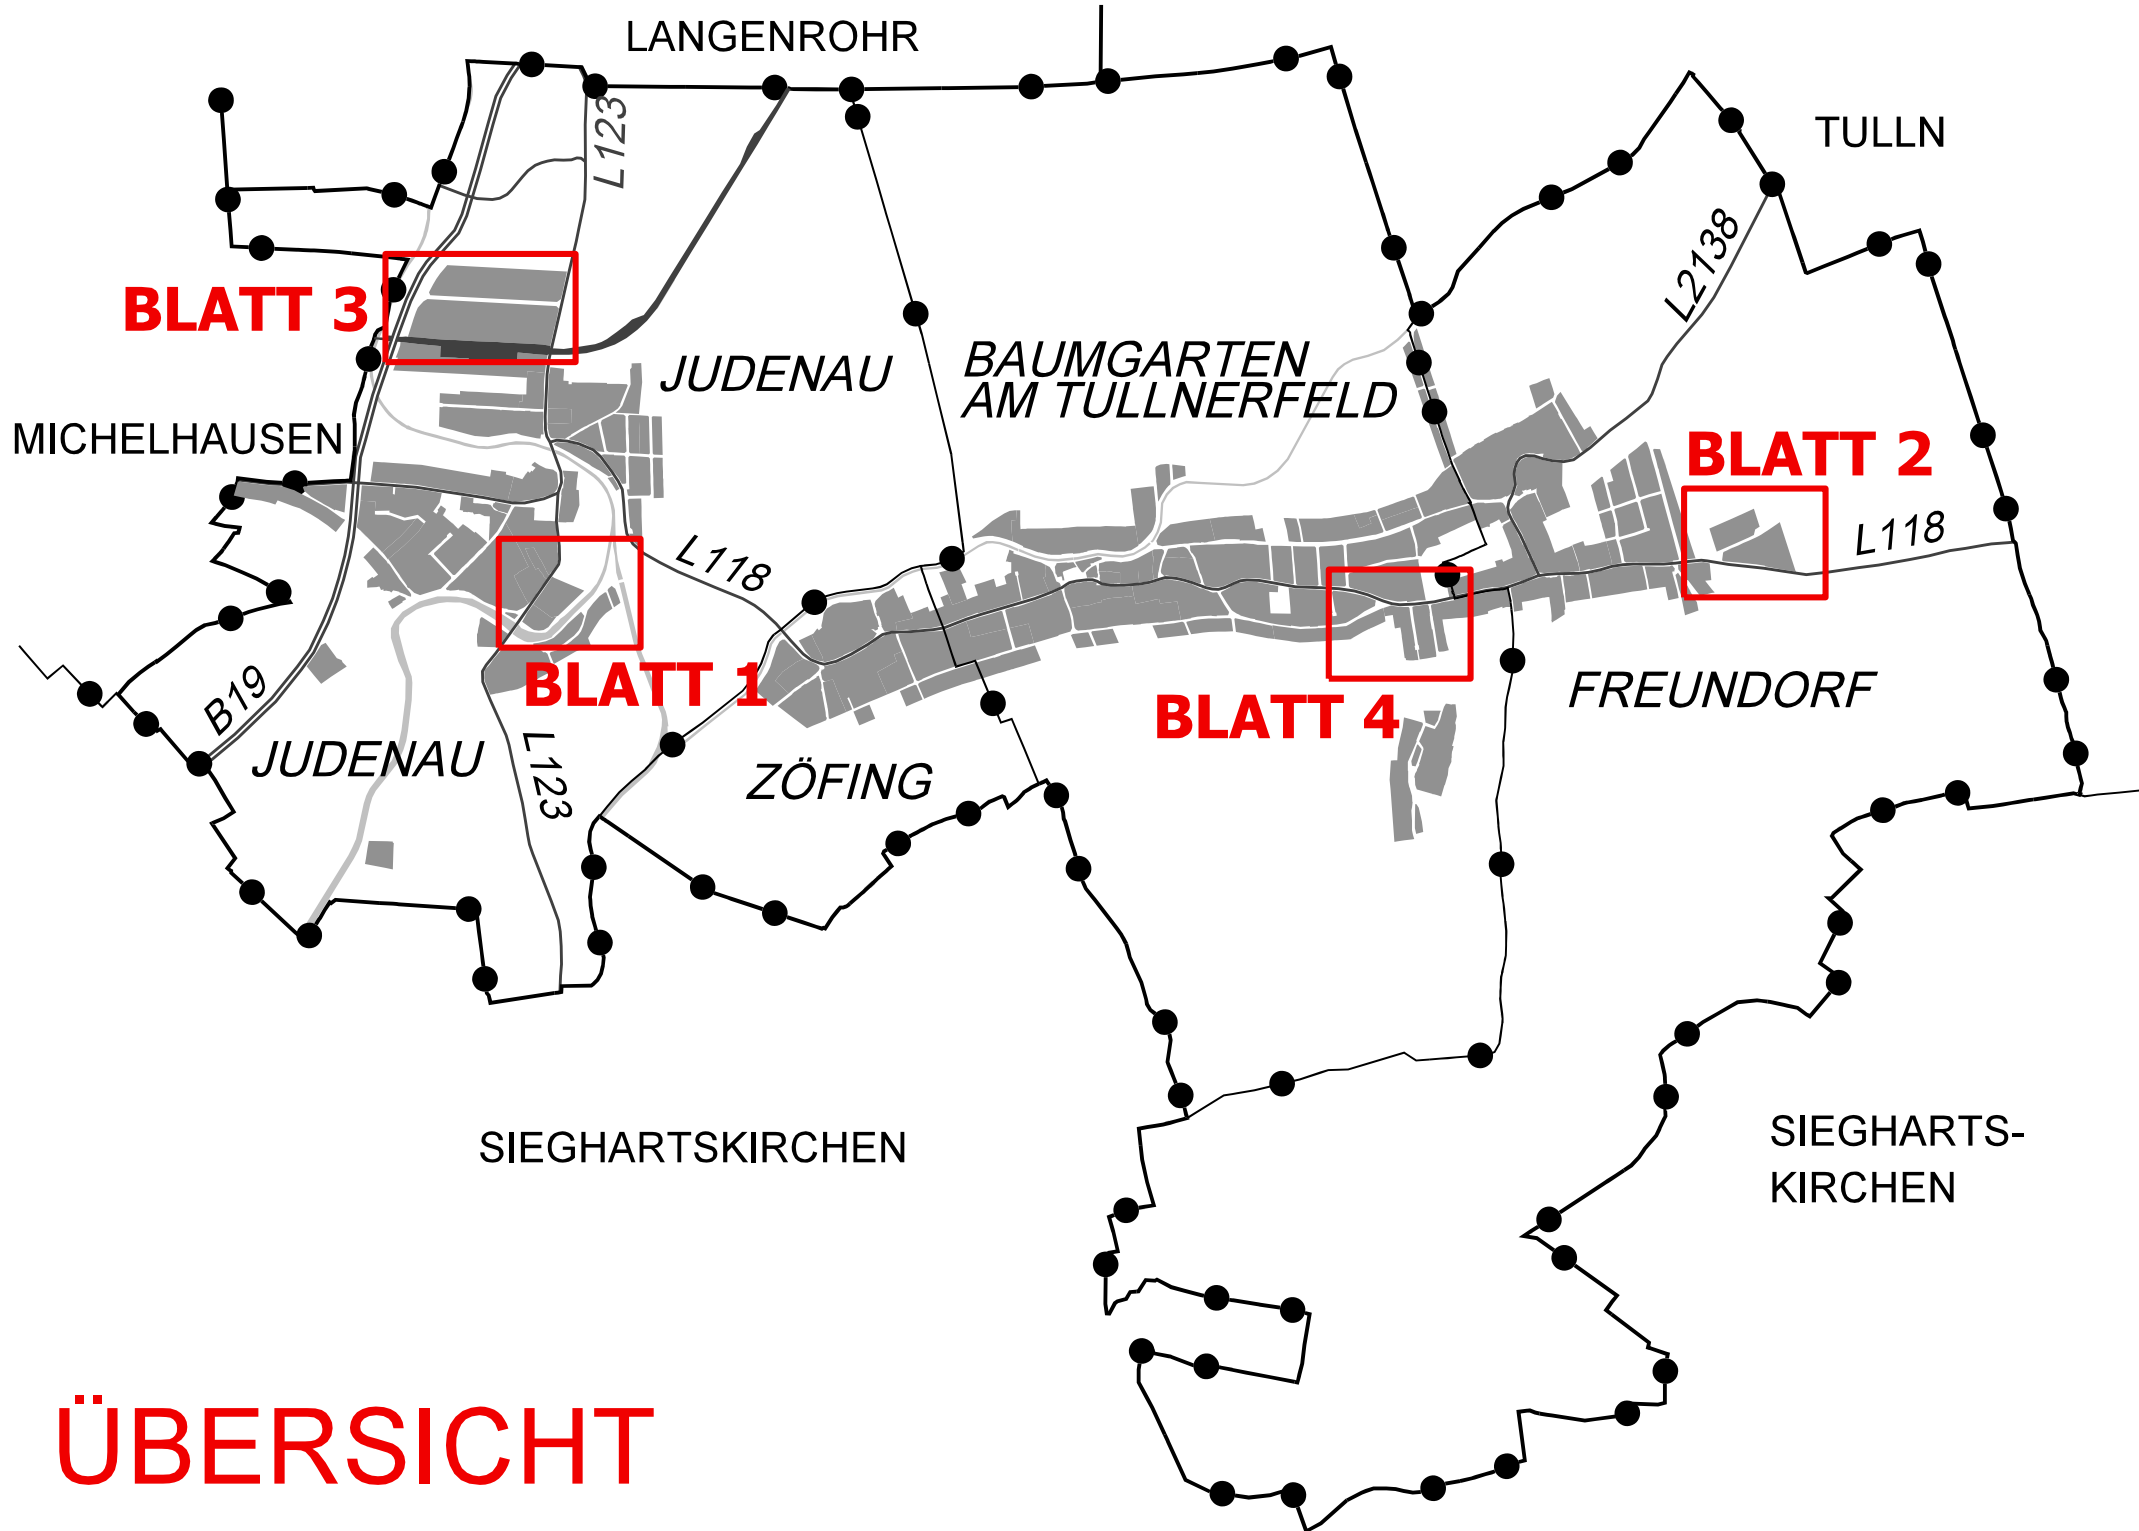 LANGENROHR
L123
TULLN
L2138
BLATT 3
JUDENAU
BAUMGARTEN
AM TULLNERFELD
MICHELHAUSEN
BLATT 2
L118
L118
B19
BLATT 1
BLATT 4
FREUNDORF
JUDENAU
L123
ZÖFING
SIEGHARTSKIRCHEN
SIEGHARTS-
KIRCHEN
ÜBERSICHT